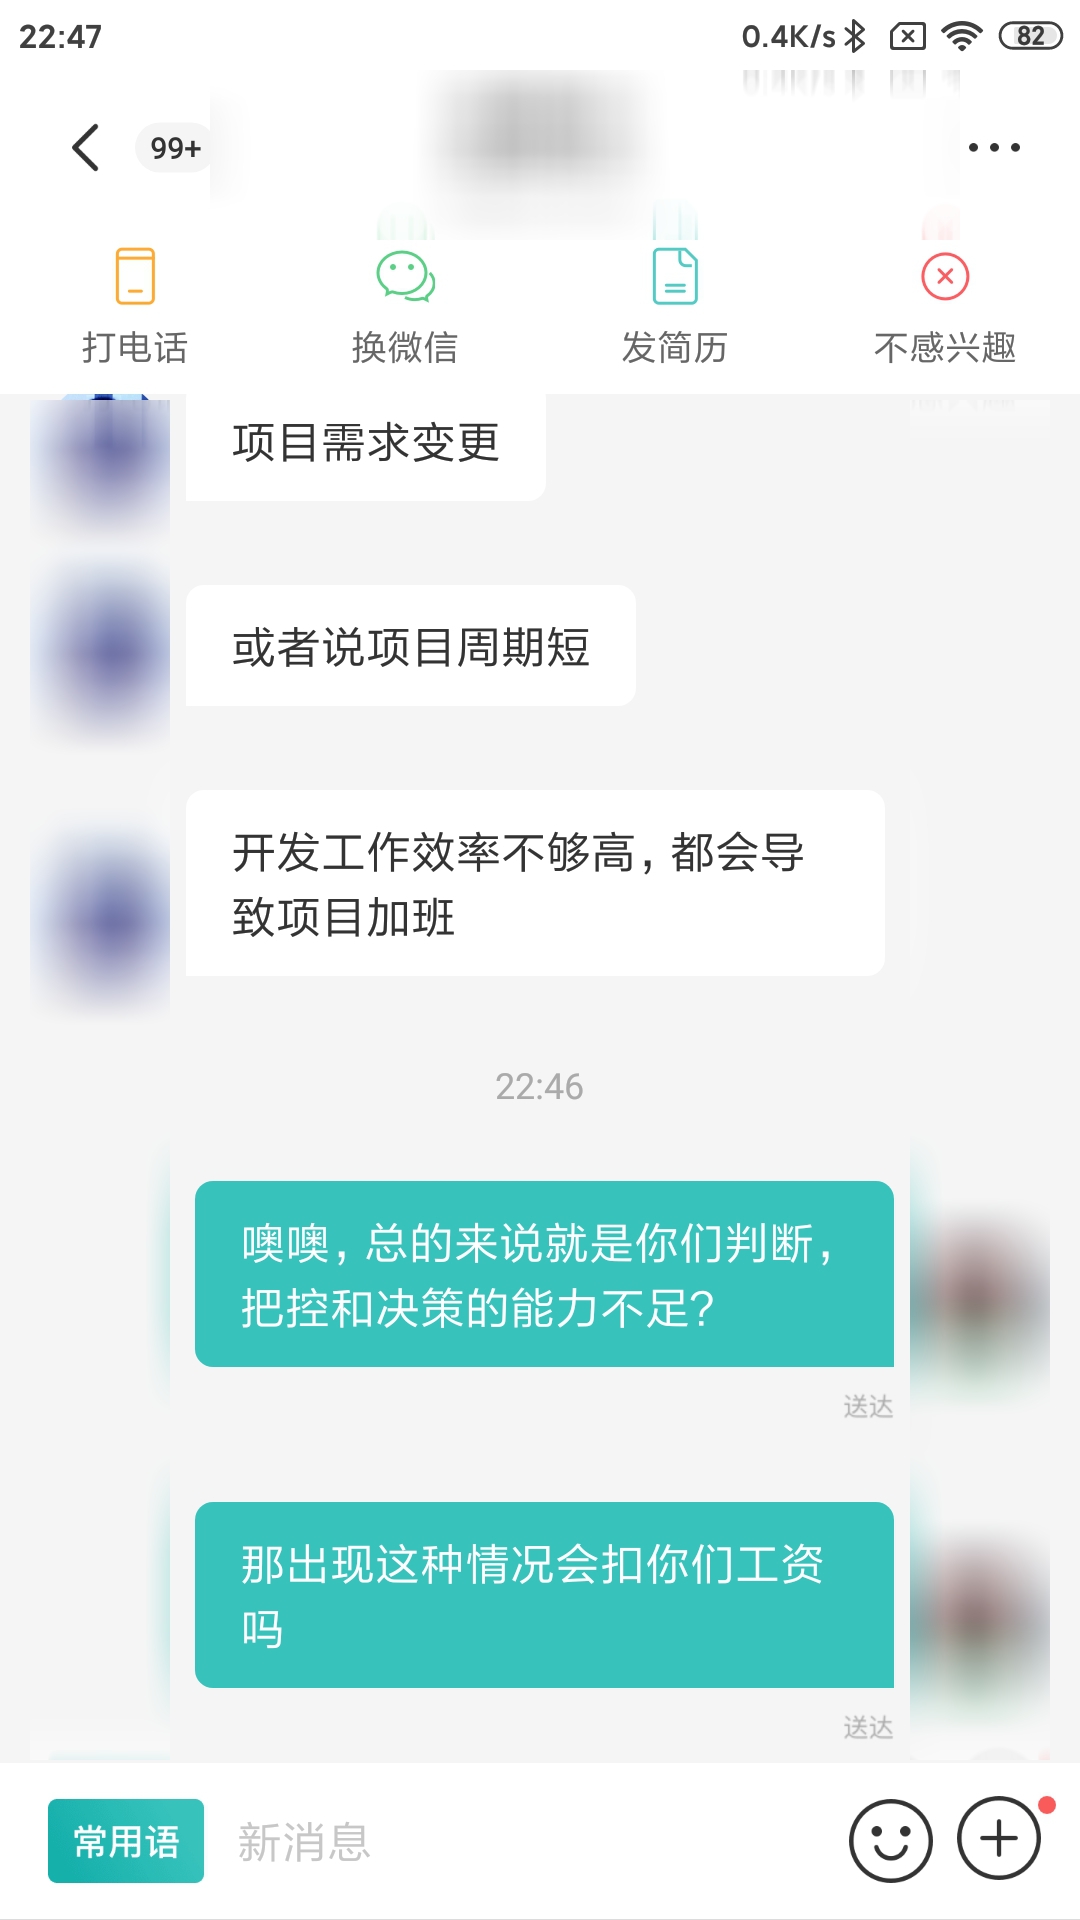 22:47
0.4K/s
82
99+
打电话
换微信
发简历
不感兴趣
项目需求变更
或者说项目周期短
开发工作效率不够高，都会导
致项目加班
22:46
噢噢，总的来说就是你们判断，
把控和决策的能力不足？
送达
那出现这种情况会扣你们工资
吗
送达
常用语
新消息